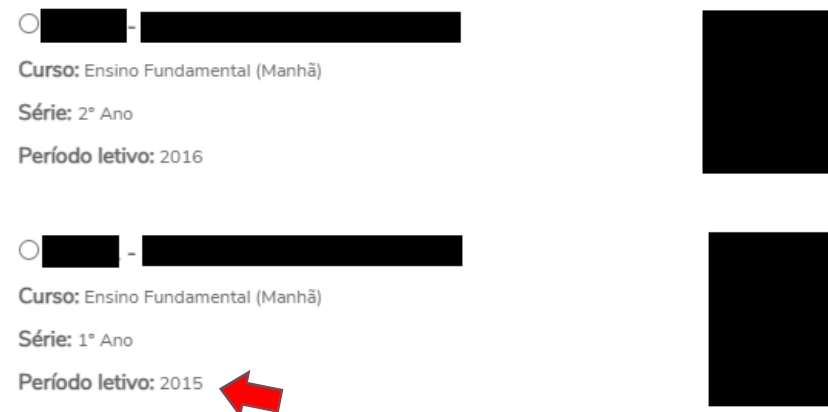 -
Curso: Ensino Fundamental (Manhã)
Série: 2° Ano
Período letivo: 2016
-
Curso: Ensino Fundamental (Manhã)
Série: 1° Ano
Período letivo: 2015